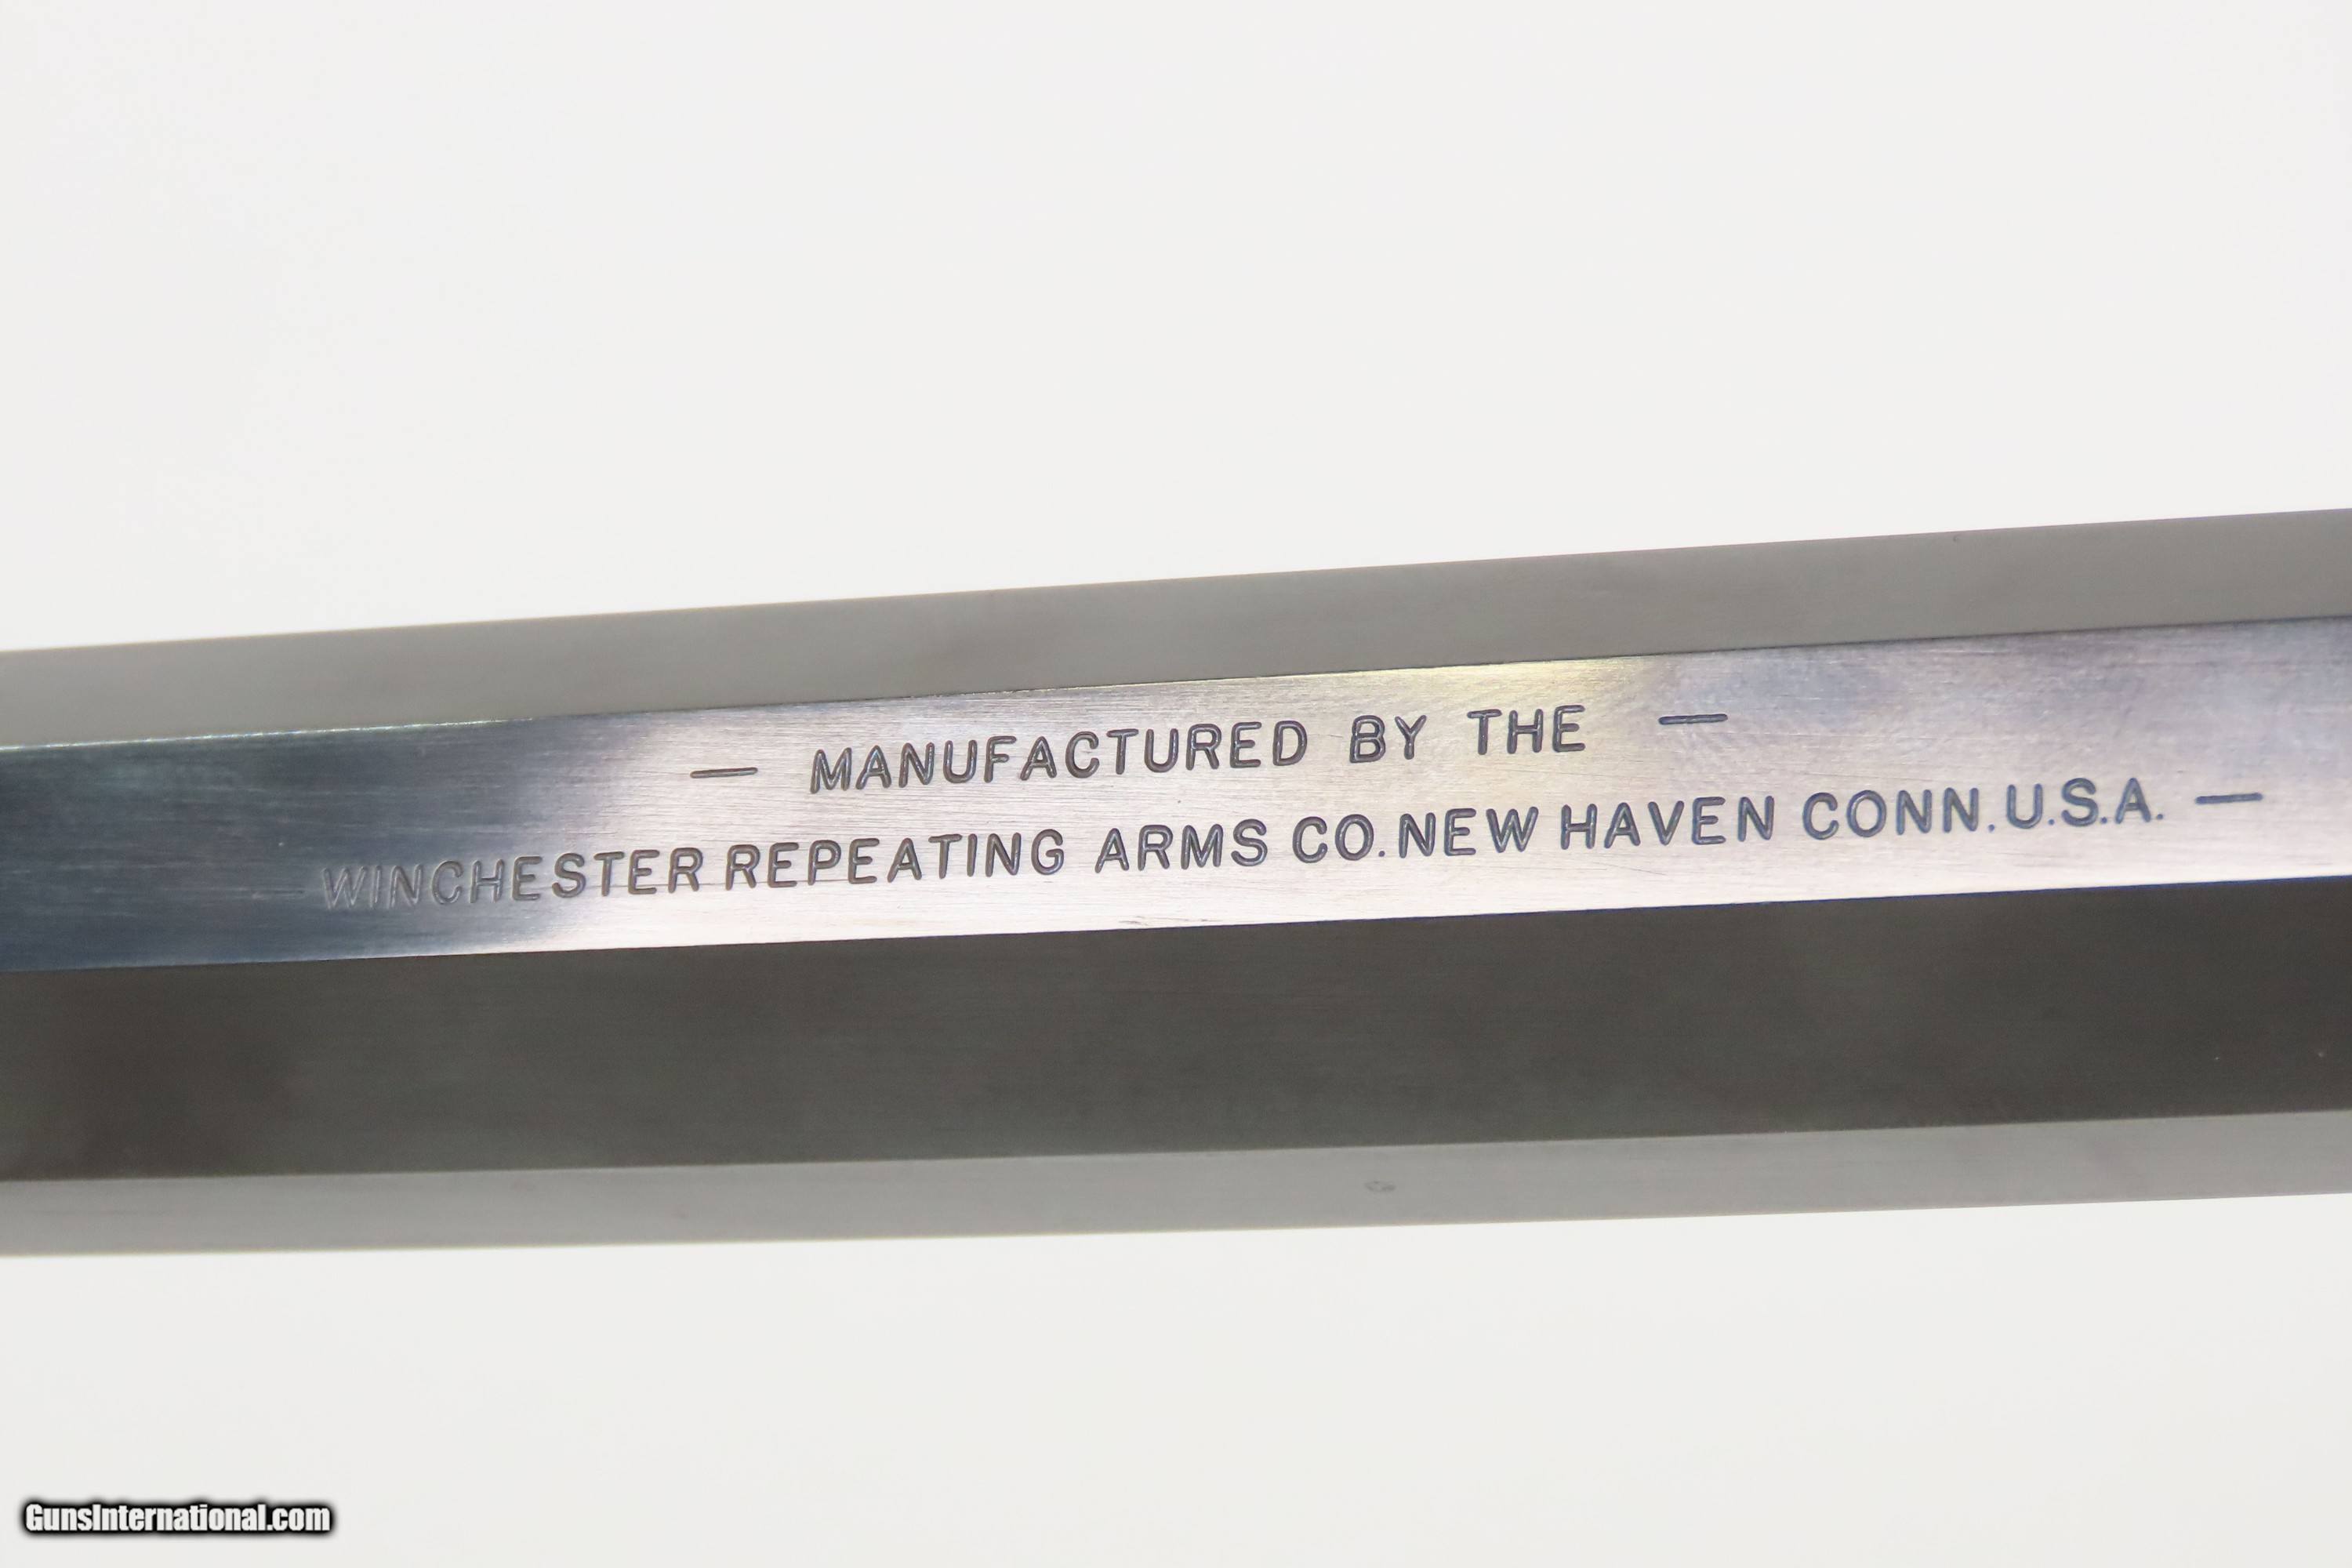 — MANUFACTURED BY THE —
WINCHESTER REPEATING ARMS CO. NEW HAVEN CONN. U.S.A. —
GunsInternational.com